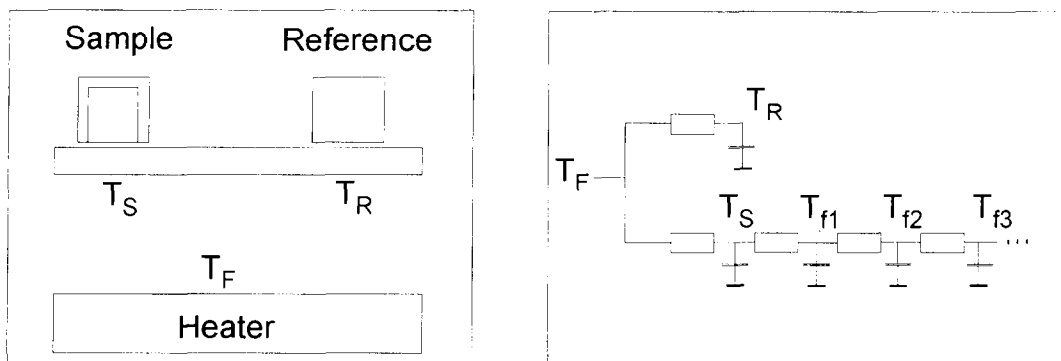 Sample Reference
T_S T_R
T_F
Heater
T_R
T_F
T_S T_f1 T_f2 T_f3